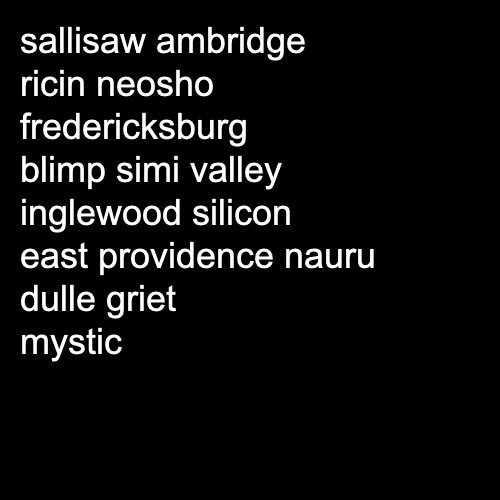 sallisaw ambridge
ricin neosho
fredericksburg
blimp simi valley
inglewood silicon
east providence nauru
dulle griet
mystic